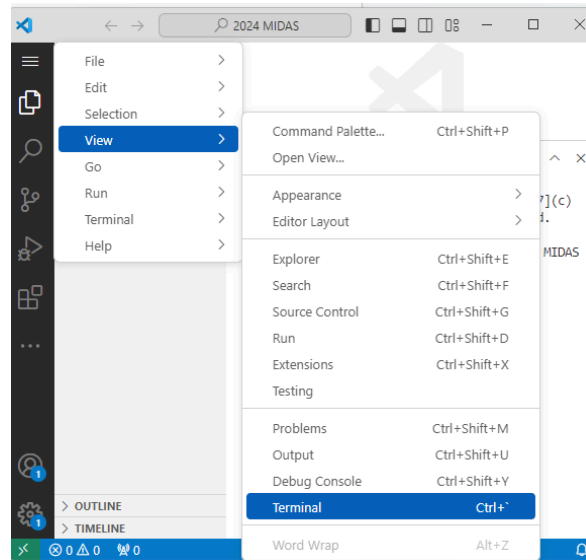 2024 MIDAS
File
Edit
Selection
View
Go
Run
Terminal
Help
Command Palette... Ctrl+Shift+P
Open View...
Appearance
Editor Layout
Explorer Ctrl+Shift+E
Search Ctrl+Shift+F
Source Control Ctrl+Shift+G
Run Ctrl+Shift+D
Extensions Ctrl+Shift+X
Testing
Problems Ctrl+Shift+M
Output Ctrl+Shift+U
Debug Console Ctrl+Shift+Y
Terminal Ctrl+`
Word Wrap Alt+Z
](c)
MIDAS
1
1
OUTLINE
TIMELINE
0 0 0